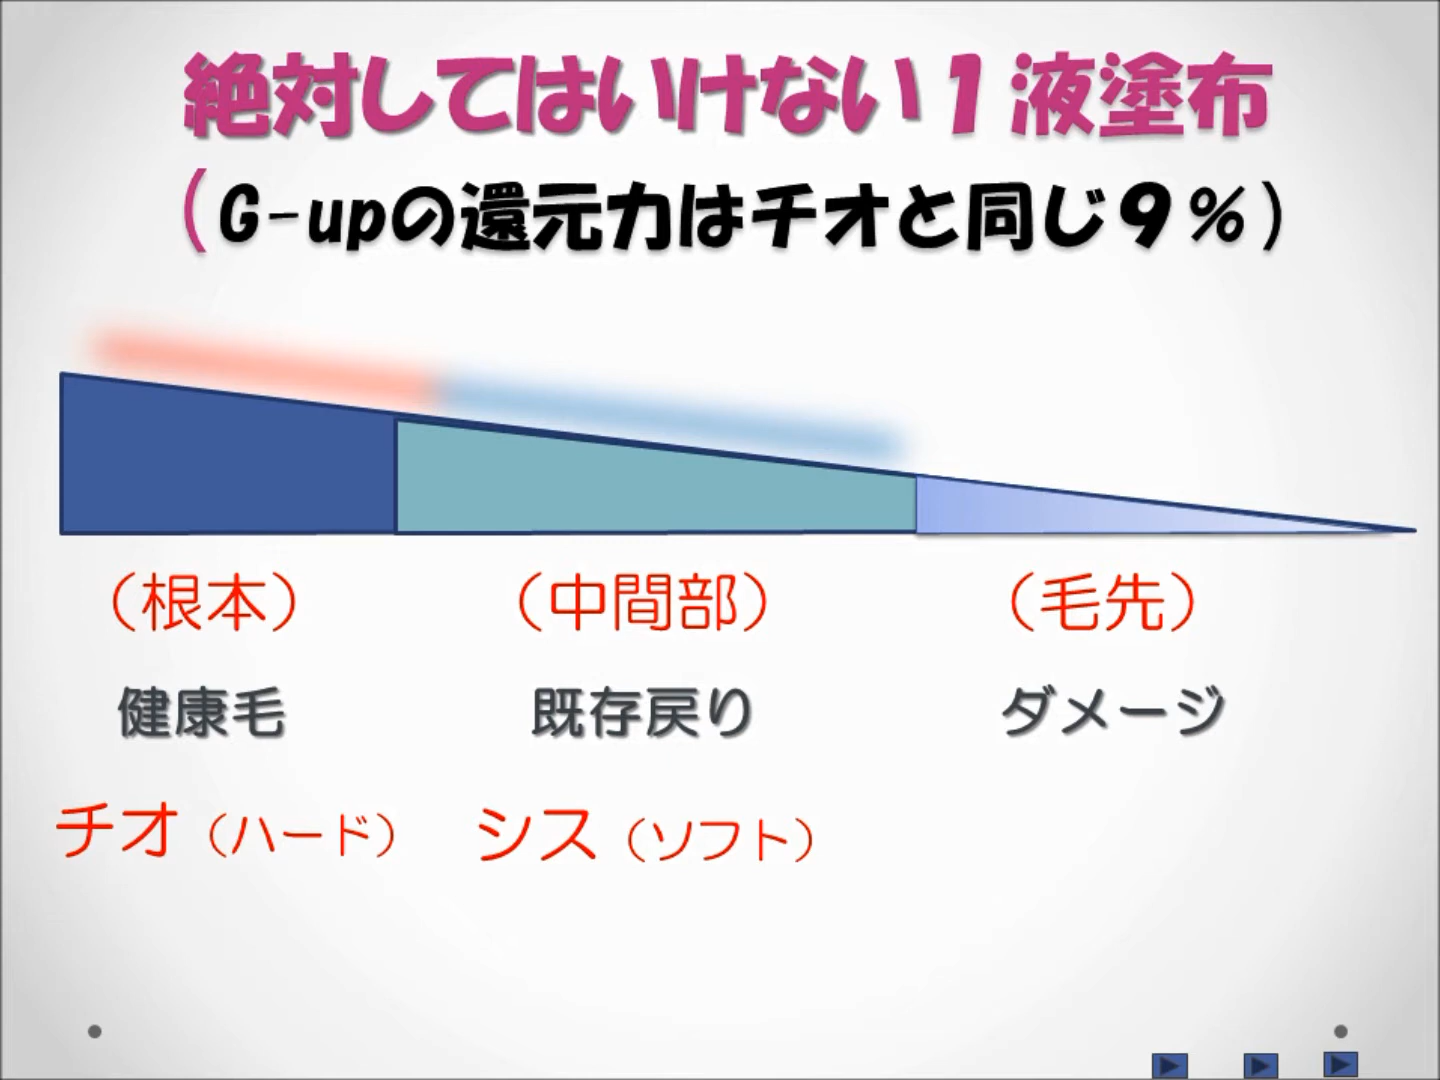 絶対してはいけない１液塗布
（G-upの還元力はチオと同じ９％）
（根本） （中間部） （毛先）
健康毛 既存戻り ダメージ
チオ（ハード） シス（ソフト）